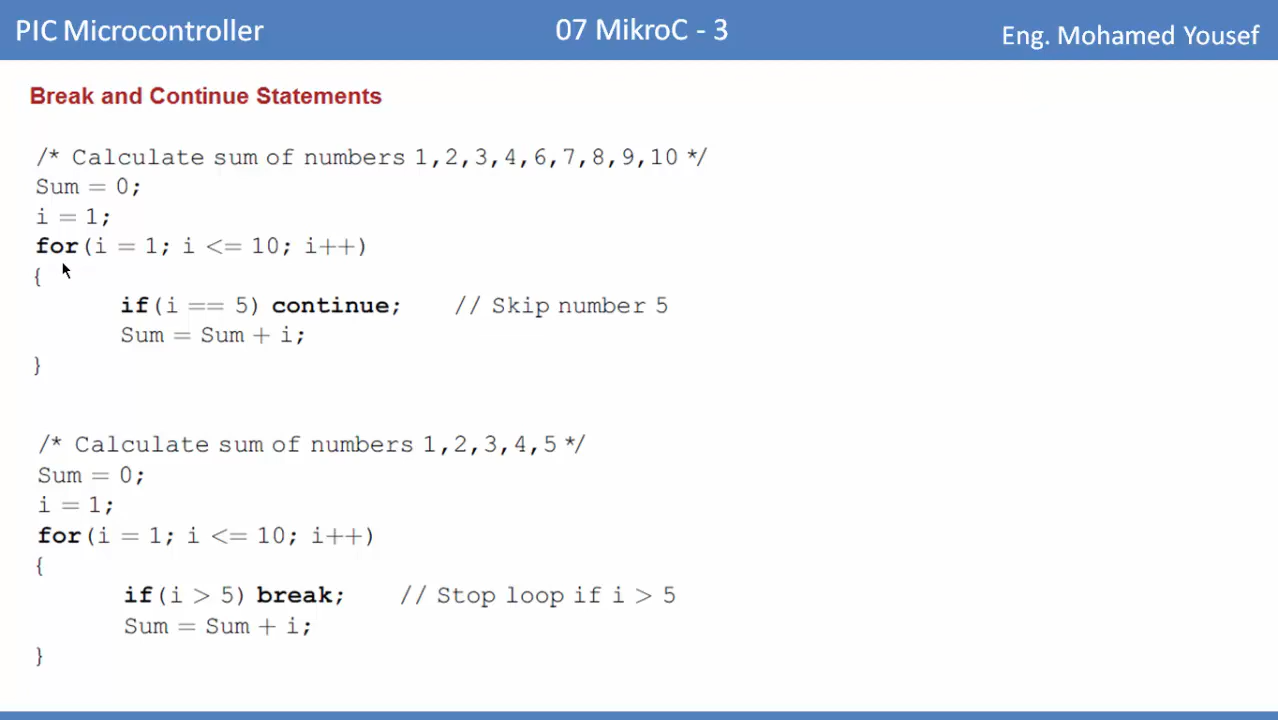 PIC Microcontroller 07 MikroC - 3 Eng. Mohamed Yousef
Break and Continue Statements
/* Calculate sum of numbers 1,2,3,4,6,7,8,9,10 */
Sum = 0;
i = 1;
for(i = 1; i <= 10; i++)
{
if(i == 5) continue; // Skip number 5
Sum = Sum + i;
}
/* Calculate sum of numbers 1,2,3,4,5 */
Sum = 0;
i = 1;
for(i = 1; i <= 10; i++)
{
if(i > 5) break; // Stop loop if i > 5
Sum = Sum + i;
}